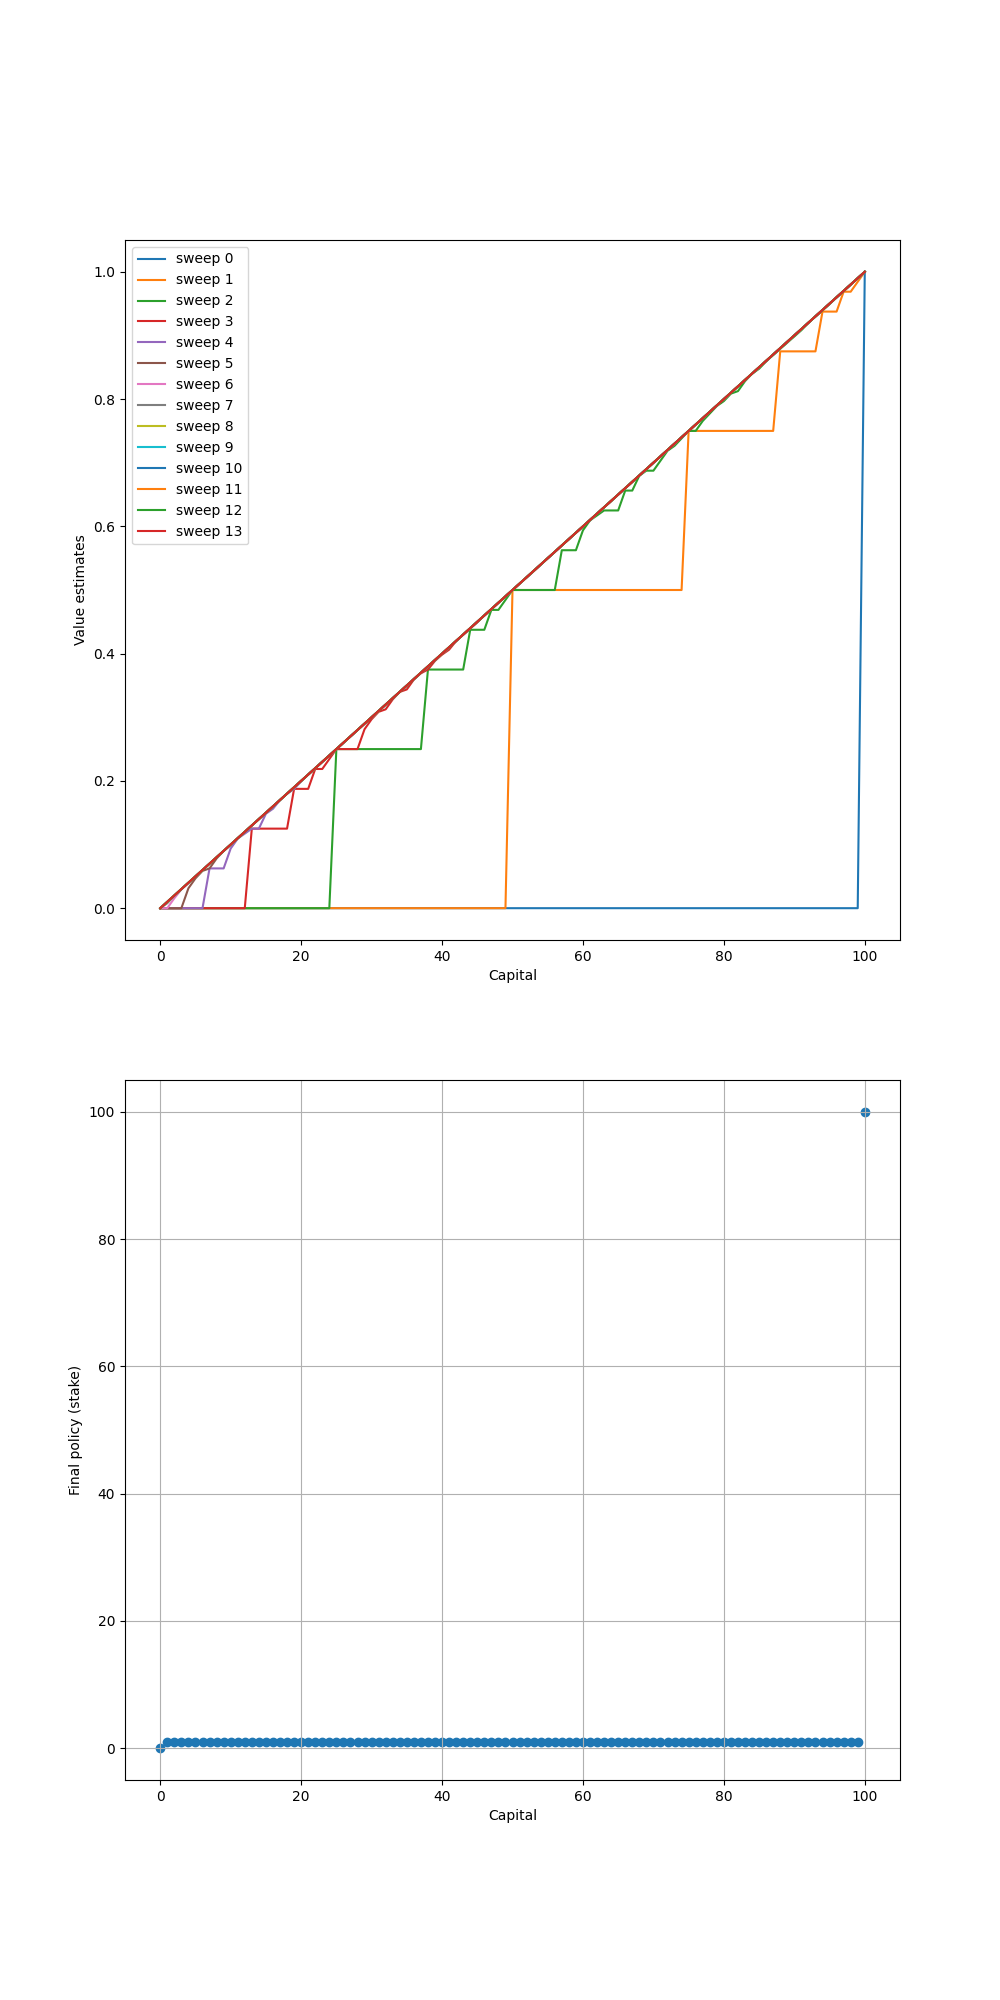 sweep 0
sweep 1
sweep 2
sweep 3
sweep 4
sweep 5
sweep 6
sweep 7
sweep 8
sweep 9
sweep 10
sweep 11
sweep 12
sweep 13
1.0
0.8
0.6
0.4
0.2
0.0
Value estimates
0 20 40 60 80 100
Capital
100
80
60
40
20
0
Final policy (stake)
0 20 40 60 80 100
Capital